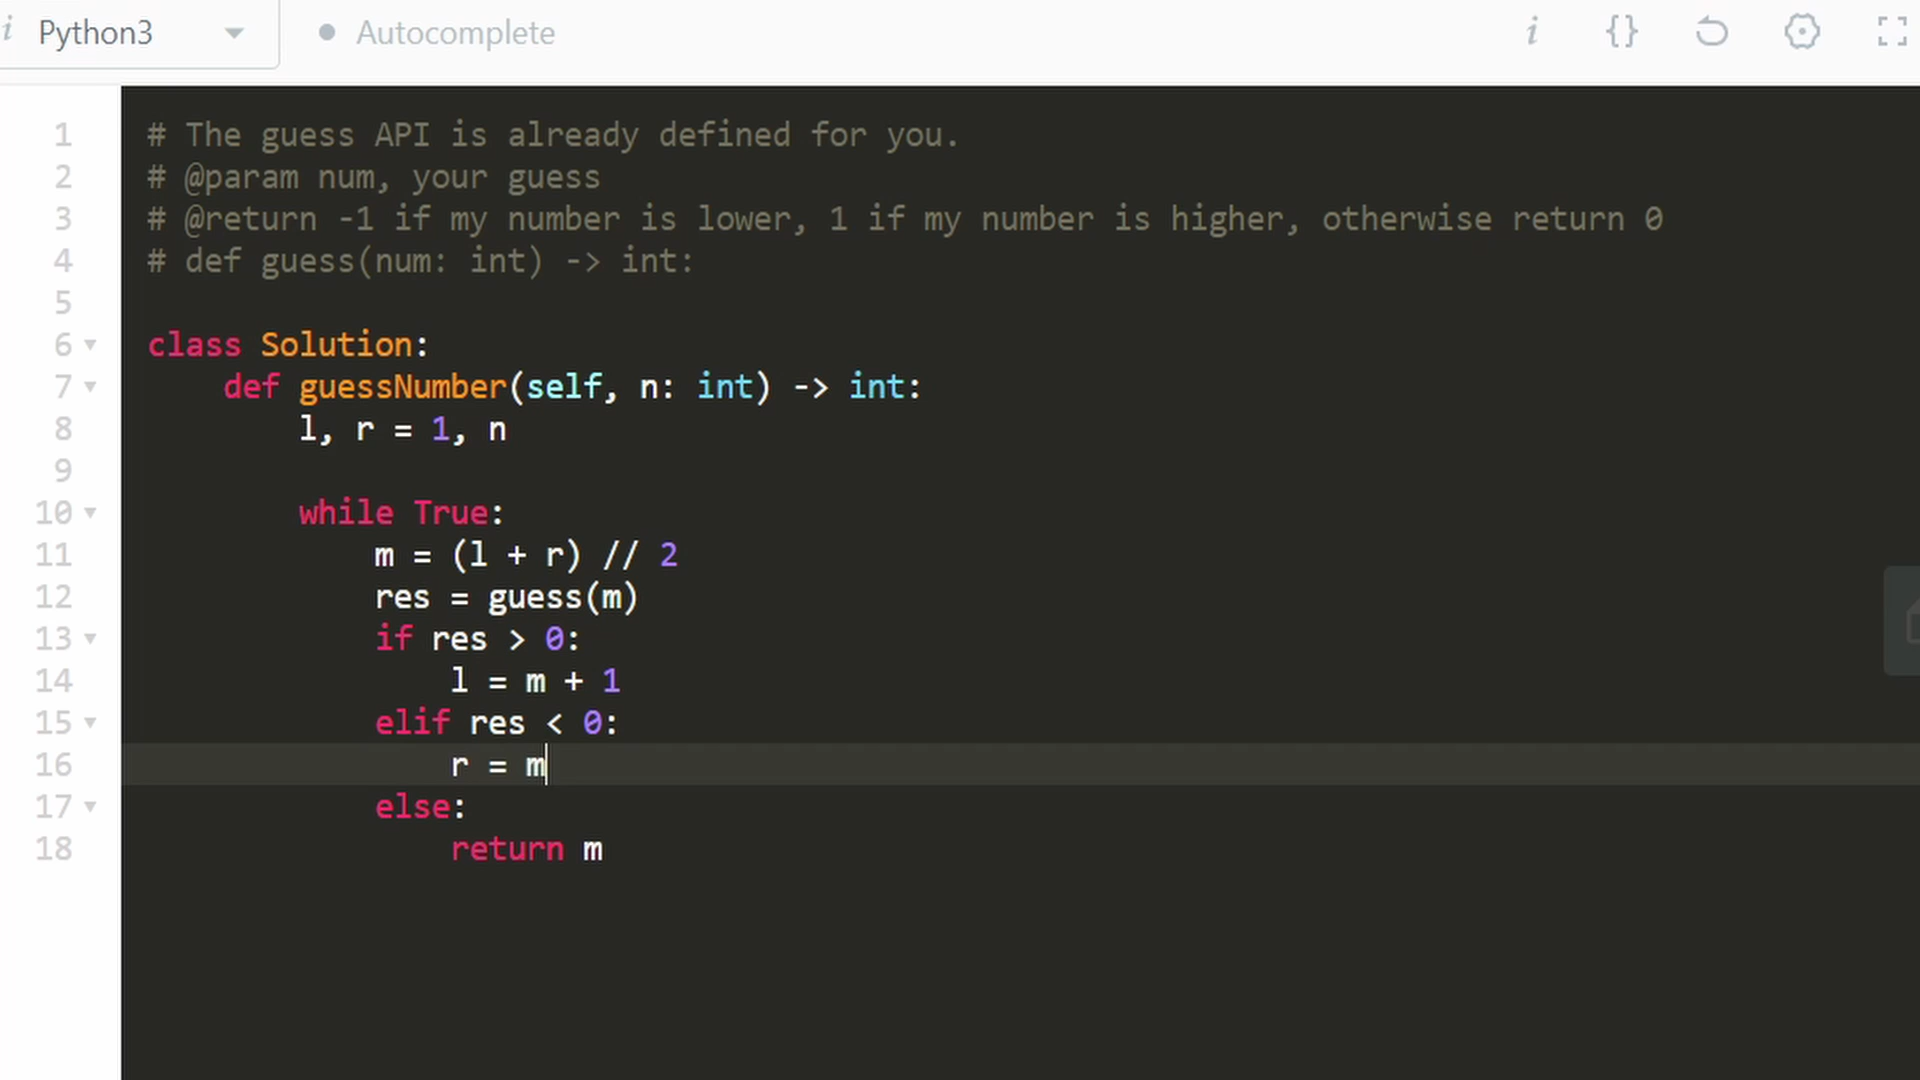 i Python3 Autocomplete i {}
1 # The guess API is already defined for you.
2 # @param num, your guess
3 # @return -1 if my number is lower, 1 if my number is higher, otherwise return 0
4 # def guess(num: int) -> int:
5
6 class Solution:
7     def guessNumber(self, n: int) -> int:
8         l, r = 1, n
9
10         while True:
11             m = (l + r) // 2
12             res = guess(m)
13             if res > 0:
14                 l = m + 1
15             elif res < 0:
16                 r = m
17             else:
18                 return m